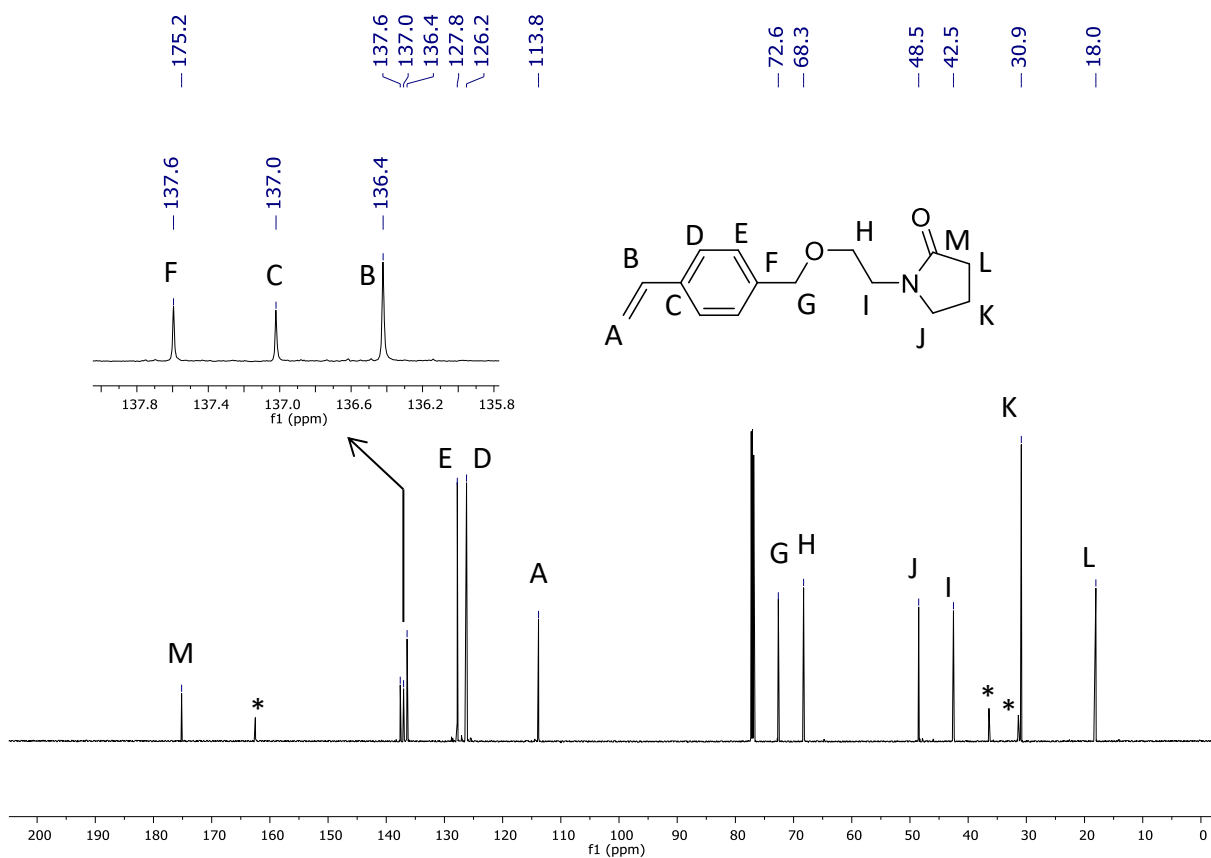 175.2 137.6 137.0 136.4 127.8 126.2 113.8 72.6 68.3 48.5 42.5 30.9 18.0
137.6 137.0 136.4
F C B
137.8 137.4 137.0 136.6 136.2 135.8
f1 (ppm)
O
H
M
D E
B F O L
N
C G I K
A J
K
E D
A G H J I L
M * * *
200 190 180 170 160 150 140 130 120 110 100 90 80 70 60 50 40 30 20 10 0
f1 (ppm)